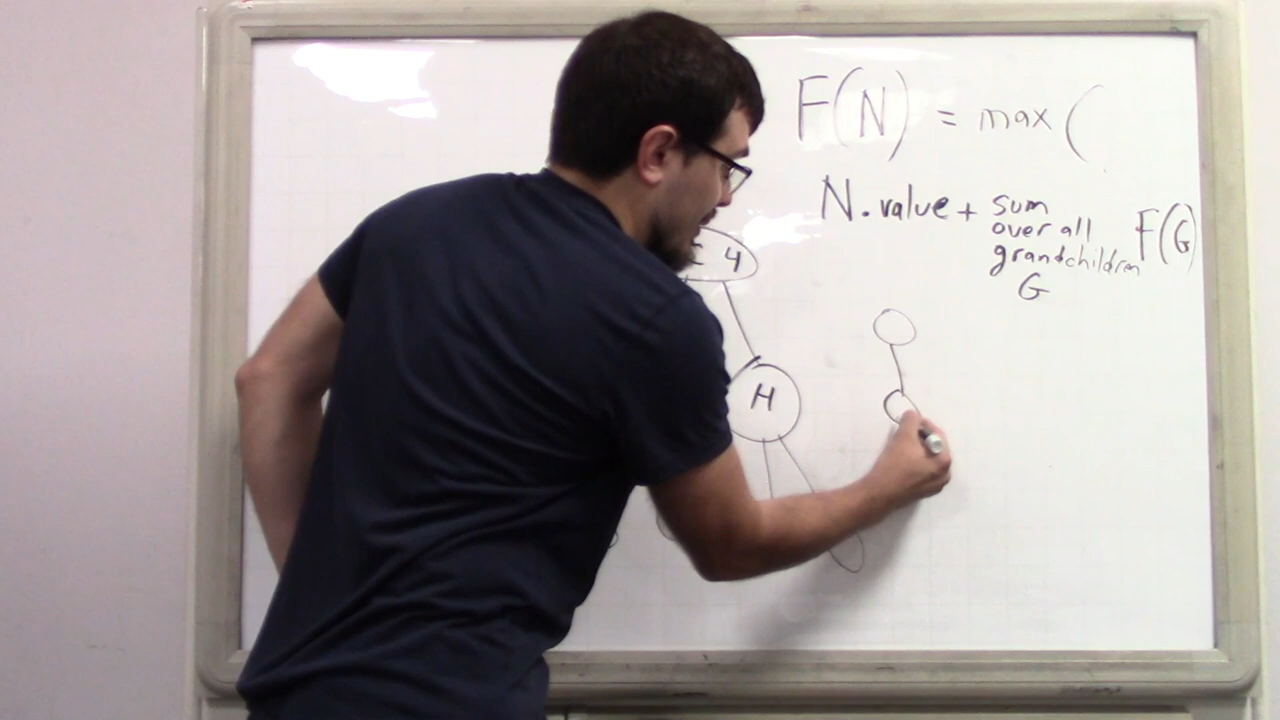 F(N) = max (
N.value + sum
over all F(G)
grandchildren
G
4
H